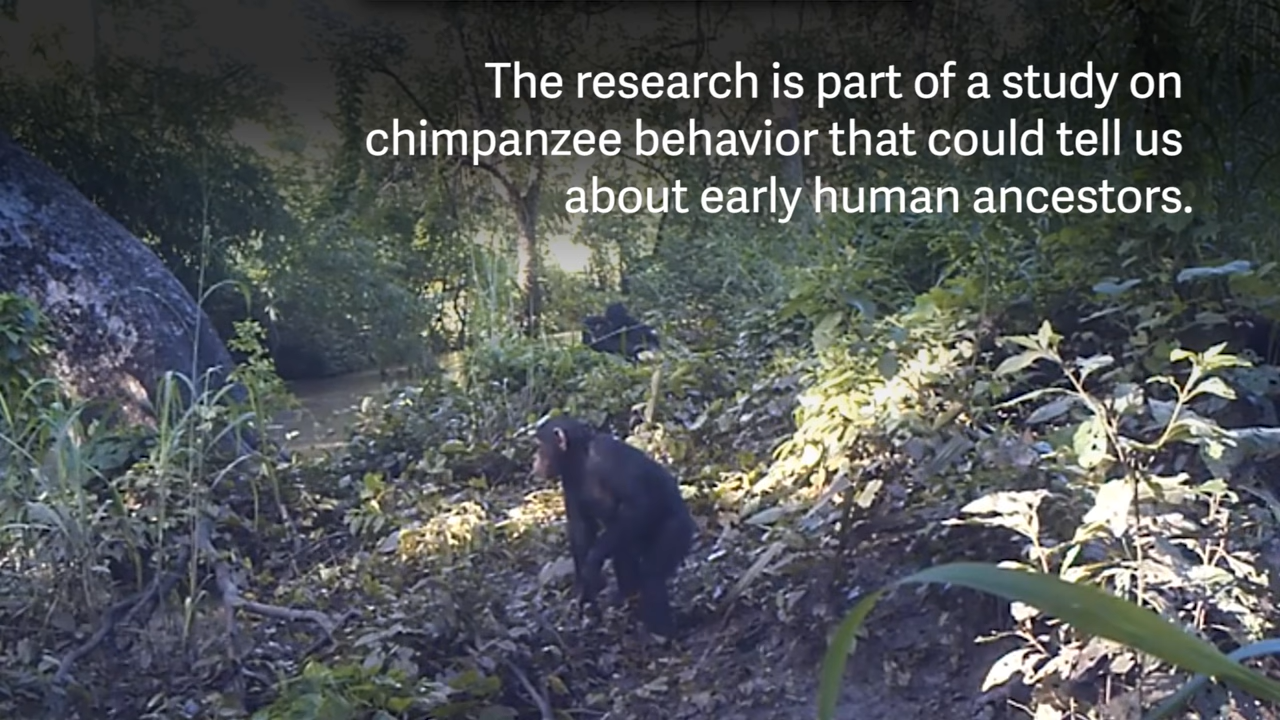 The research is part of a study on
chimpanzee behavior that could tell us
about early human ancestors.